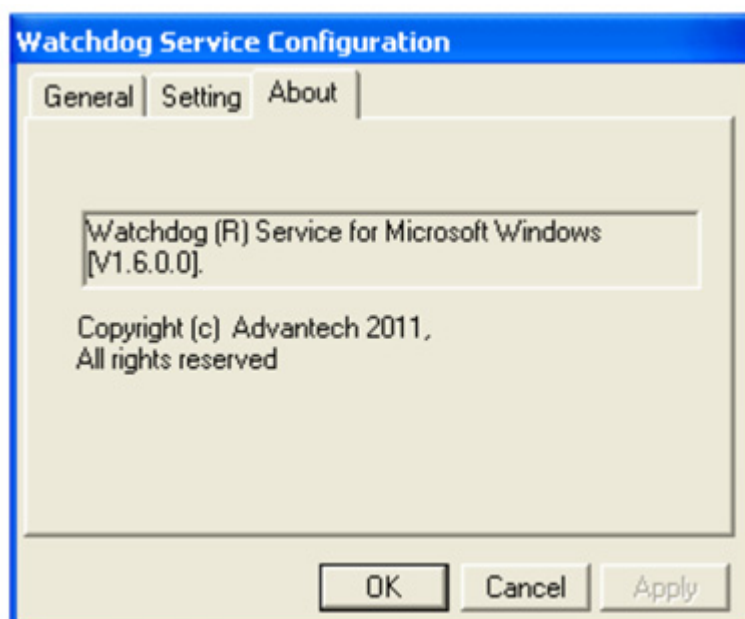 Watchdog Service Configuration
General Setting About
Watchdog (R) Service for Microsoft Windows
[V1.6.0.0].
Copyright (c) Advantech 2011,
All rights reserved
OK Cancel Apply